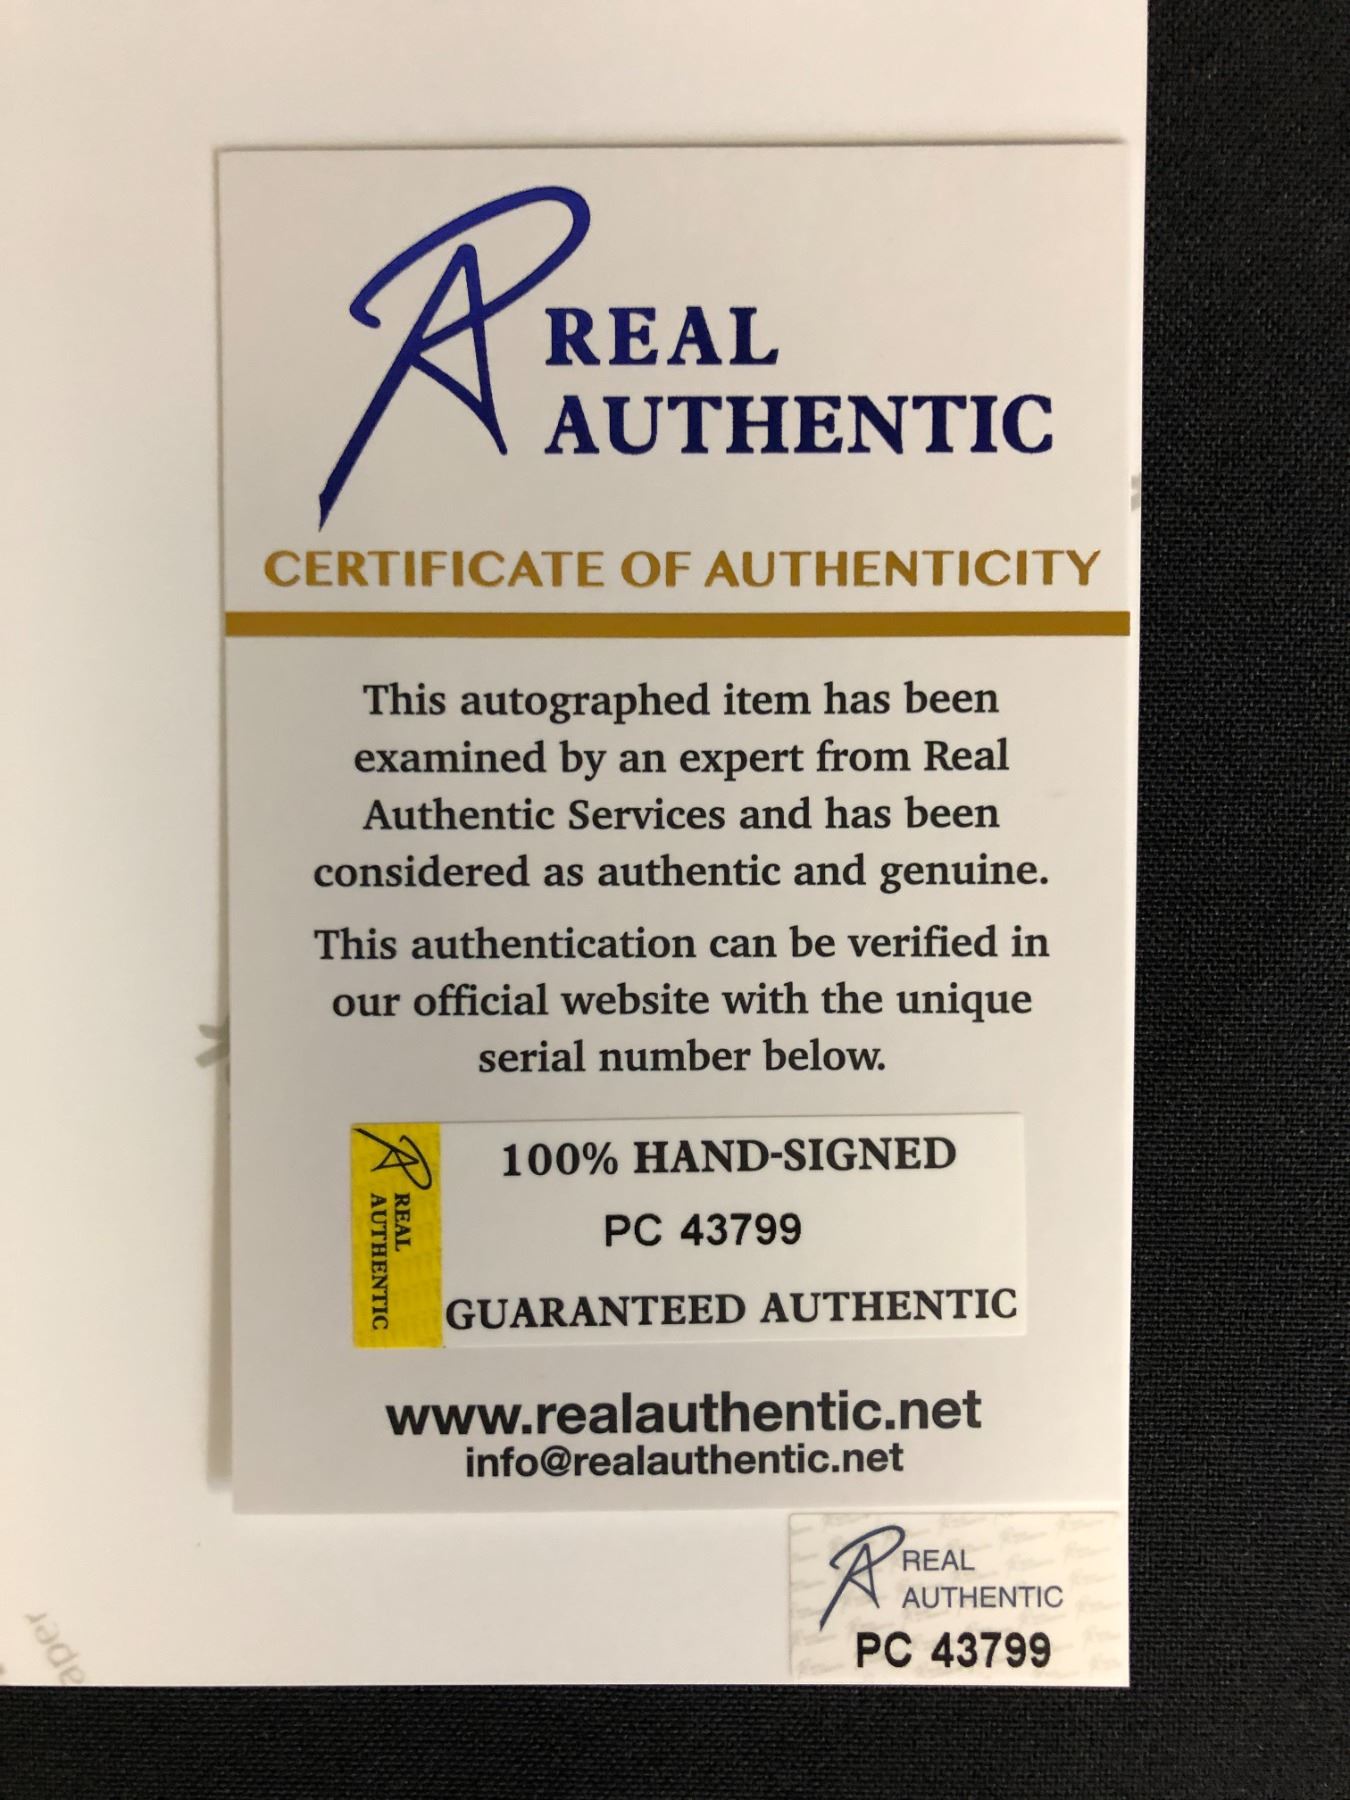 REAL
AUTHENTIC
CERTIFICATE OF AUTHENTICITY
This autographed item has been
examined by an expert from Real
Authentic Services and has been
considered as authentic and genuine.
This authentication can be verified in
our official website with the unique
serial number below.
REAL
AUTHENTIC
100% HAND-SIGNED
PC 43799
GUARANTEED AUTHENTIC
www.realauthentic.net
info@realauthentic.net
REAL
AUTHENTIC
PC 43799